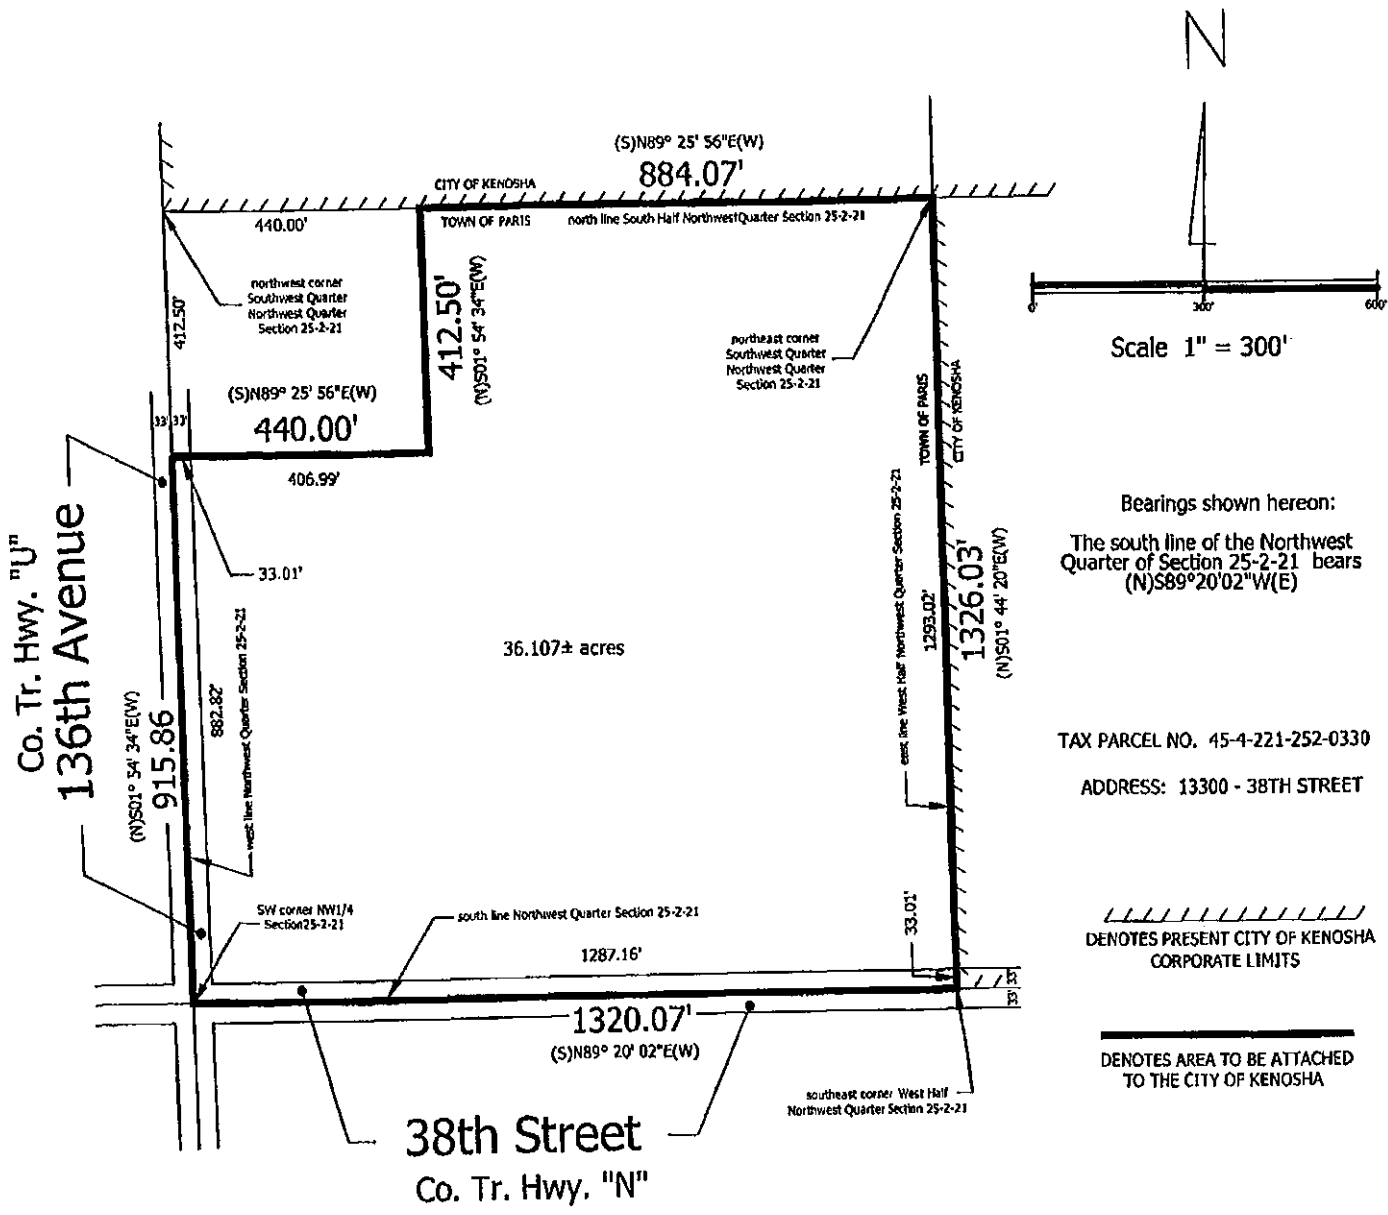 N
(S)N89° 25' 56"E(W)
884.07'
CITY OF KENOSHA
TOWN OF PARIS
north line South Half NorthwestQuarter Section 25-2-21
440.00'
northwest corner
Southwest Quarter
Northwest Quarter
Section 25-2-21
412.50'
412.50'
(N)S01° 54' 34"E(W)
northeast corner
Southwest Quarter
Northwest Quarter
Section 25-2-21
0'
300'
600'
Scale 1" = 300'
(S)N89° 25' 56"E(W)
440.00'
33'
33'
406.99'
33.01'
TOWN OF PARIS
CITY OF KENOSHA
Co. Tr. Hwy. "U"
136th Avenue
(N)S01° 54' 34"E(W)
915.86
882.82'
west line Northwest Quarter Section 25-2-21
36.107± acres
east line West Half Northwest Quarter Section 25-2-21
1293.02'
1326.03'
(N)S01° 44' 20"E(W)
Bearings shown hereon:
The south line of the Northwest
Quarter of Section 25-2-21 bears
(N)S89°20'02"W(E)
TAX PARCEL NO. 45-4-221-252-0330
ADDRESS: 13300 - 38TH STREET
SW corner NW1/4
Section25-2-21
south line Northwest Quarter Section 25-2-21
1287.16'
33.01'
33'
33'
1320.07'
(S)N89° 20' 02"E(W)
DENOTES PRESENT CITY OF KENOSHA
CORPORATE LIMITS
DENOTES AREA TO BE ATTACHED
TO THE CITY OF KENOSHA
southeast corner West Half
Northwest Quarter Section 25-2-21
38th Street
Co. Tr. Hwy. "N"